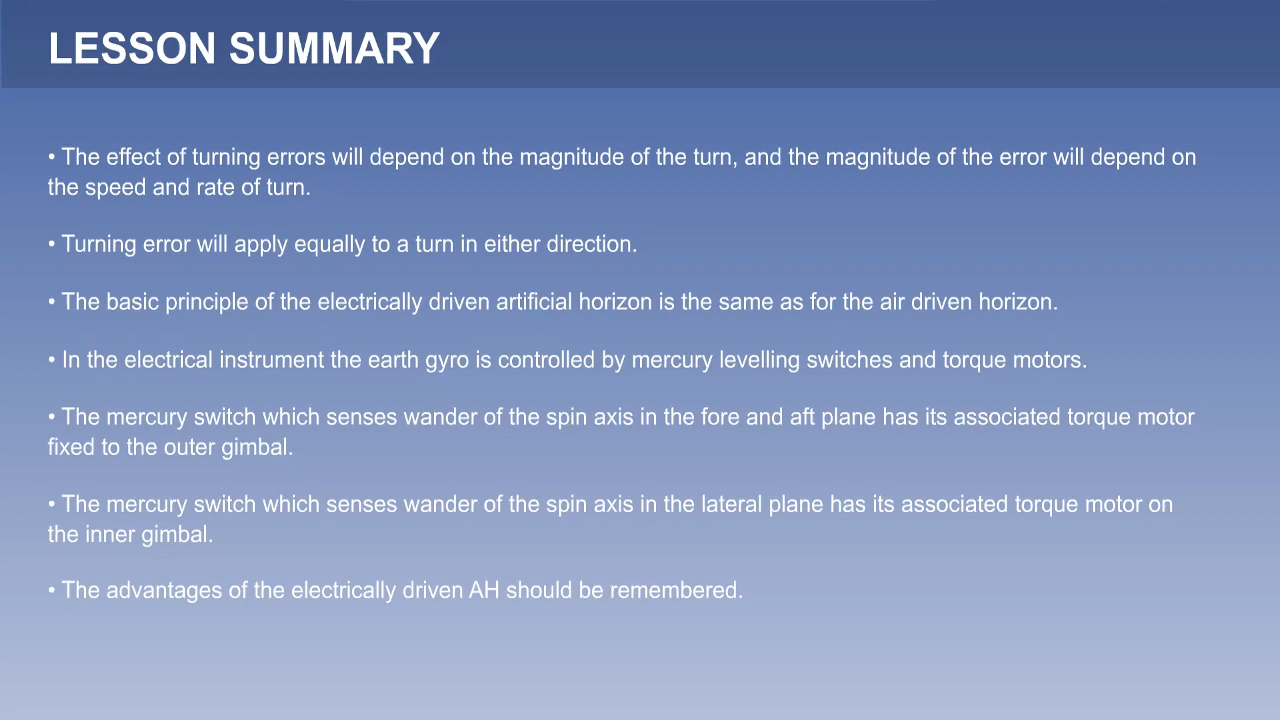 LESSON SUMMARY
• The effect of turning errors will depend on the magnitude of the turn, and the magnitude of the error will depend on
the speed and rate of turn.
• Turning error will apply equally to a turn in either direction.
• The basic principle of the electrically driven artificial horizon is the same as for the air driven horizon.
• In the electrical instrument the earth gyro is controlled by mercury levelling switches and torque motors.
• The mercury switch which senses wander of the spin axis in the fore and aft plane has its associated torque motor
fixed to the outer gimbal.
• The mercury switch which senses wander of the spin axis in the lateral plane has its associated torque motor on
the inner gimbal.
• The advantages of the electrically driven AH should be remembered.